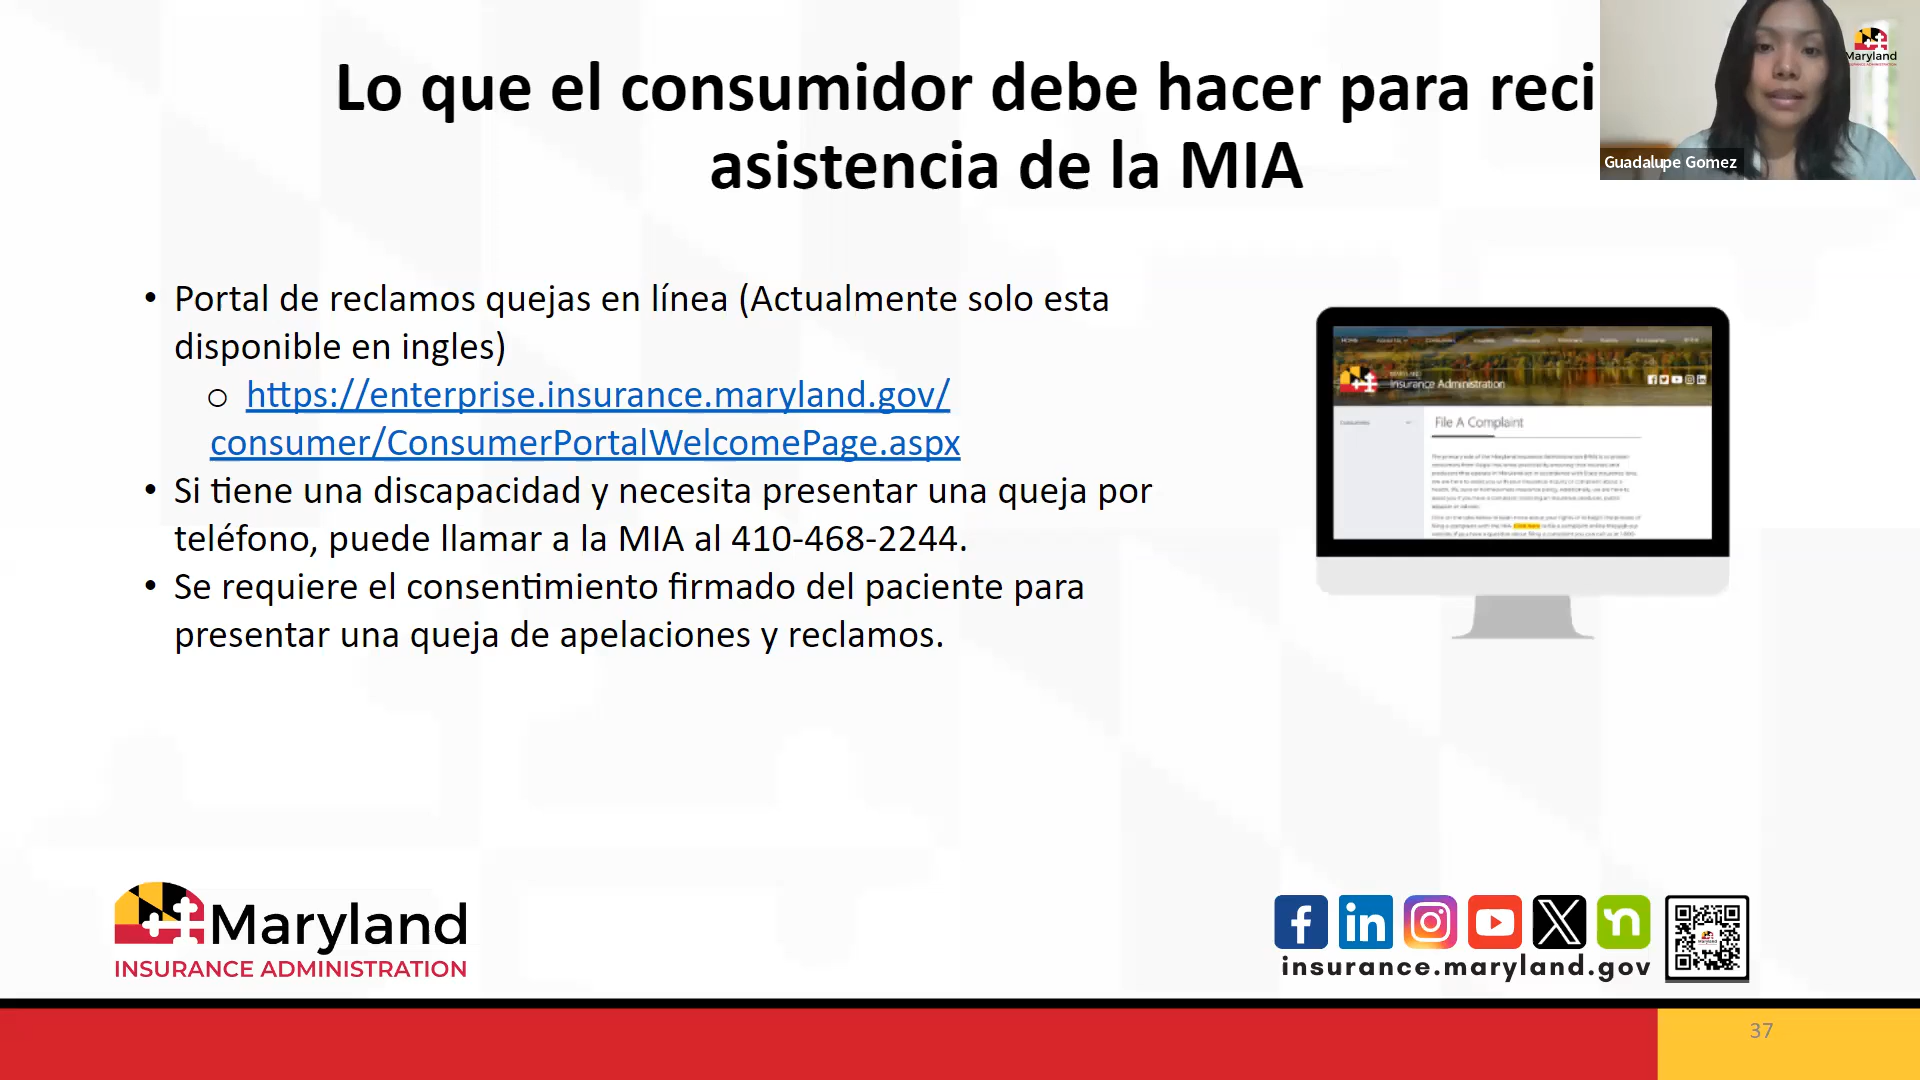 Lo que el consumidor debe hacer para reci
asistencia de la MIA
Maryland
Guadalupe Gomez
• Portal de reclamos quejas en línea (Actualmente solo esta
disponible en ingles)
o https://enterprise.insurance.maryland.gov/
consumer/ConsumerPortalWelcomePage.aspx
• Si tiene una discapacidad y necesita presentar una queja por
teléfono, puede llamar a la MIA al 410-468-2244.
• Se requiere el consentimiento firmado del paciente para
presentar una queja de apelaciones y reclamos.
HOME
Insurance Administration
File A Complaint
Maryland
INSURANCE ADMINISTRATION
insurance.maryland.gov
37